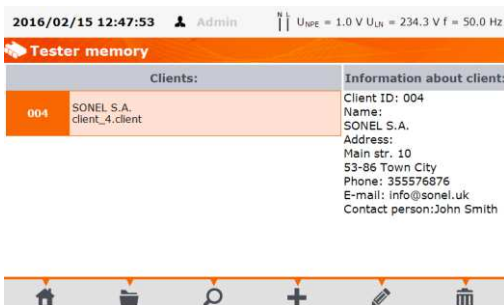 2016/02/15 12:47:53 Admin N L U_NPE = 1.0 V U_LN = 234.3 V f = 50.0 Hz
Tester memory
Clients:
004
SONEL S.A.
client_4.client
Information about client:
Client ID: 004
Name:
SONEL S.A.
Address:
Main str. 10
53-86 Town City
Phone: 355576876
E-mail: info@sonel.uk
Contact person:John Smith